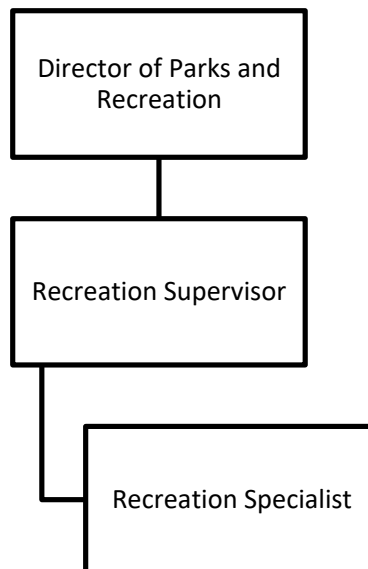 Director of Parks and
Recreation
Recreation Supervisor
Recreation Specialist